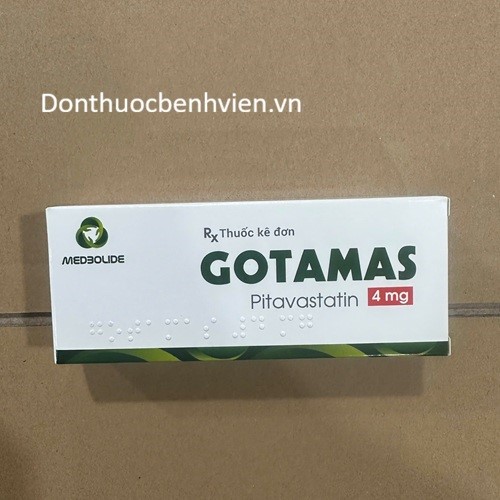 Donthuocbenhvien.vn
MEDBOLIDE
Rx Thuốc kê đơn
GOTAMAS
Pitavastatin 4 mg